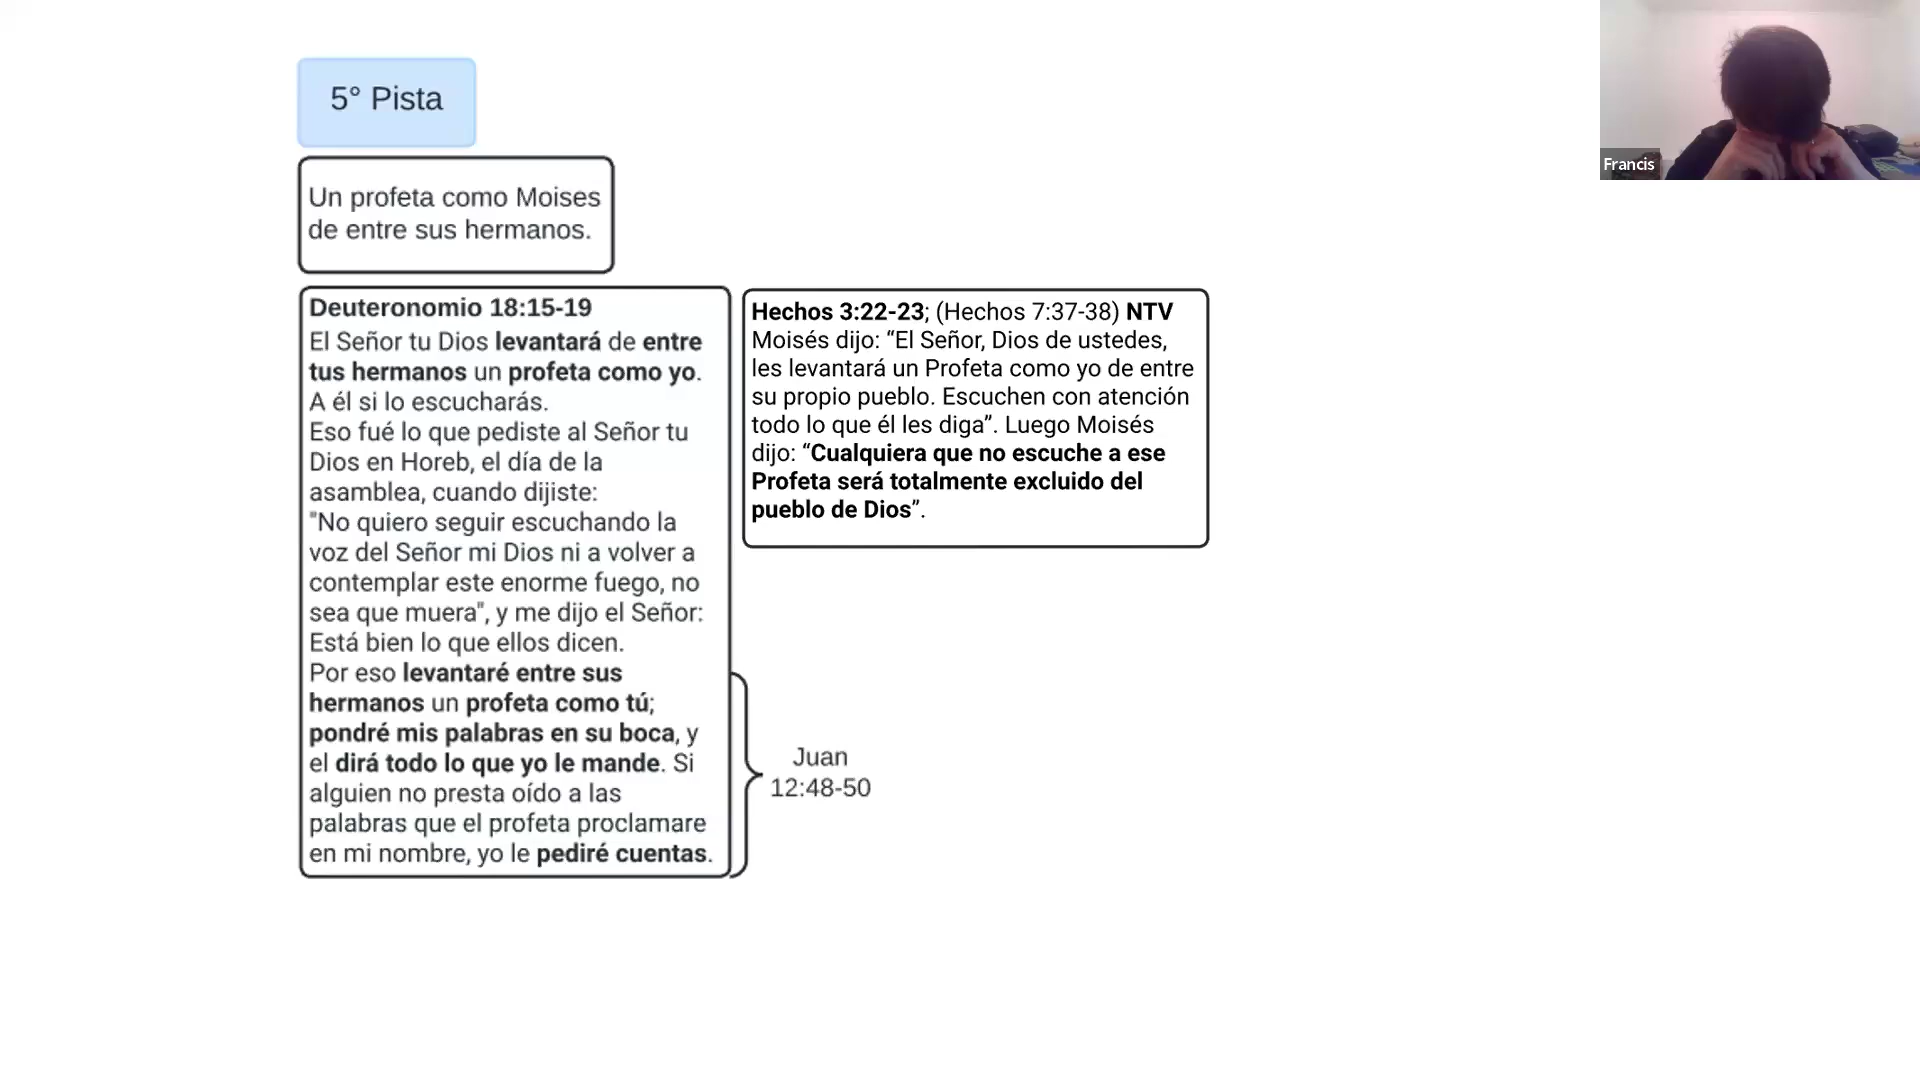 5° Pista
Un profeta como Moises
de entre sus hermanos.
Deuteronomio 18:15-19
El Señor tu Dios levantará de entre
tus hermanos un profeta como yo.
A él si lo escucharás.
Eso fué lo que pediste al Señor tu
Dios en Horeb, el día de la
asamblea, cuando dijiste:
"No quiero seguir escuchando la
voz del Señor mi Dios ni a volver a
contemplar este enorme fuego, no
sea que muera", y me dijo el Señor:
Está bien lo que ellos dicen.
Por eso levantaré entre sus
hermanos un profeta como tú;
pondré mis palabras en su boca, y
el dirá todo lo que yo le mande. Si
alguien no presta oído a las
palabras que el profeta proclamare
en mi nombre, yo le pediré cuentas.
Hechos 3:22-23; (Hechos 7:37-38) NTV
Moisés dijo: “El Señor, Dios de ustedes,
les levantará un Profeta como yo de entre
su propio pueblo. Escuchen con atención
todo lo que él les diga”. Luego Moisés
dijo: “Cualquiera que no escuche a ese
Profeta será totalmente excluido del
pueblo de Dios”.
Juan
12:48-50
Francis